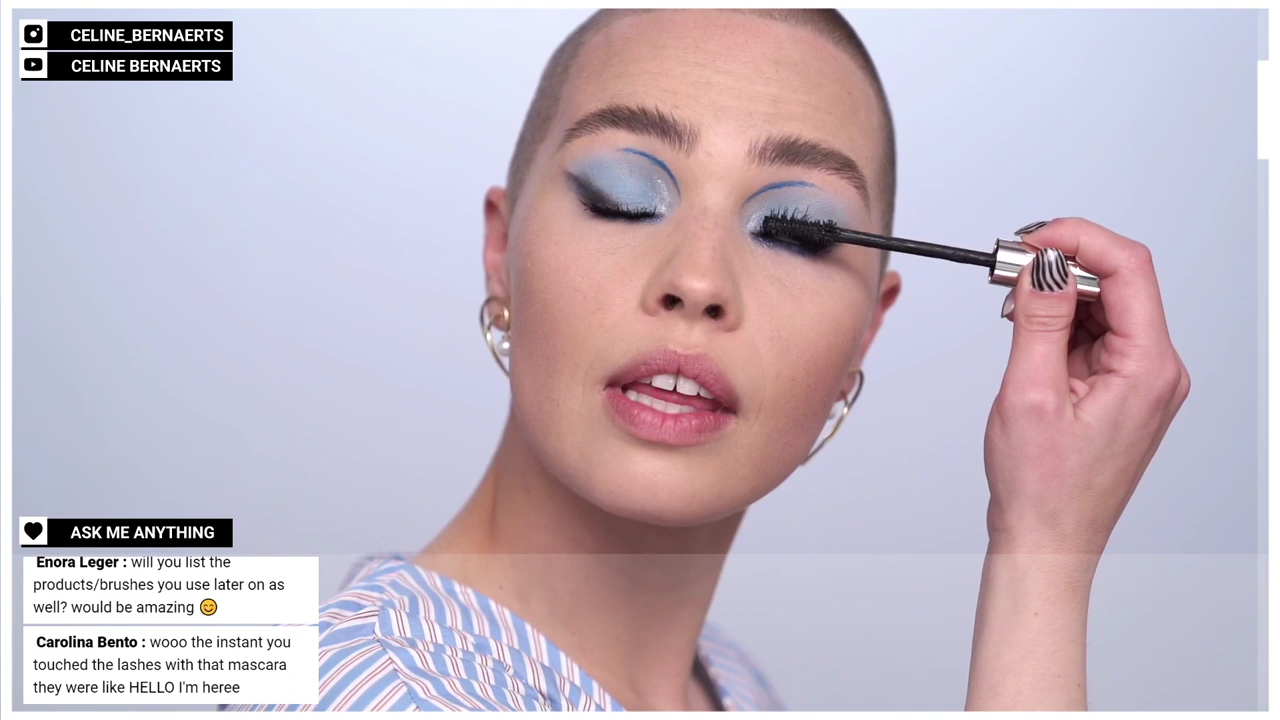 CELINE_BERNAERTS
CELINE BERNAERTS
ASK ME ANYTHING
Enora Leger : will you list the
products/brushes you use later on as
well? would be amazing 😊
Carolina Bento : wooo the instant you
touched the lashes with that mascara
they were like HELLO I'm heree